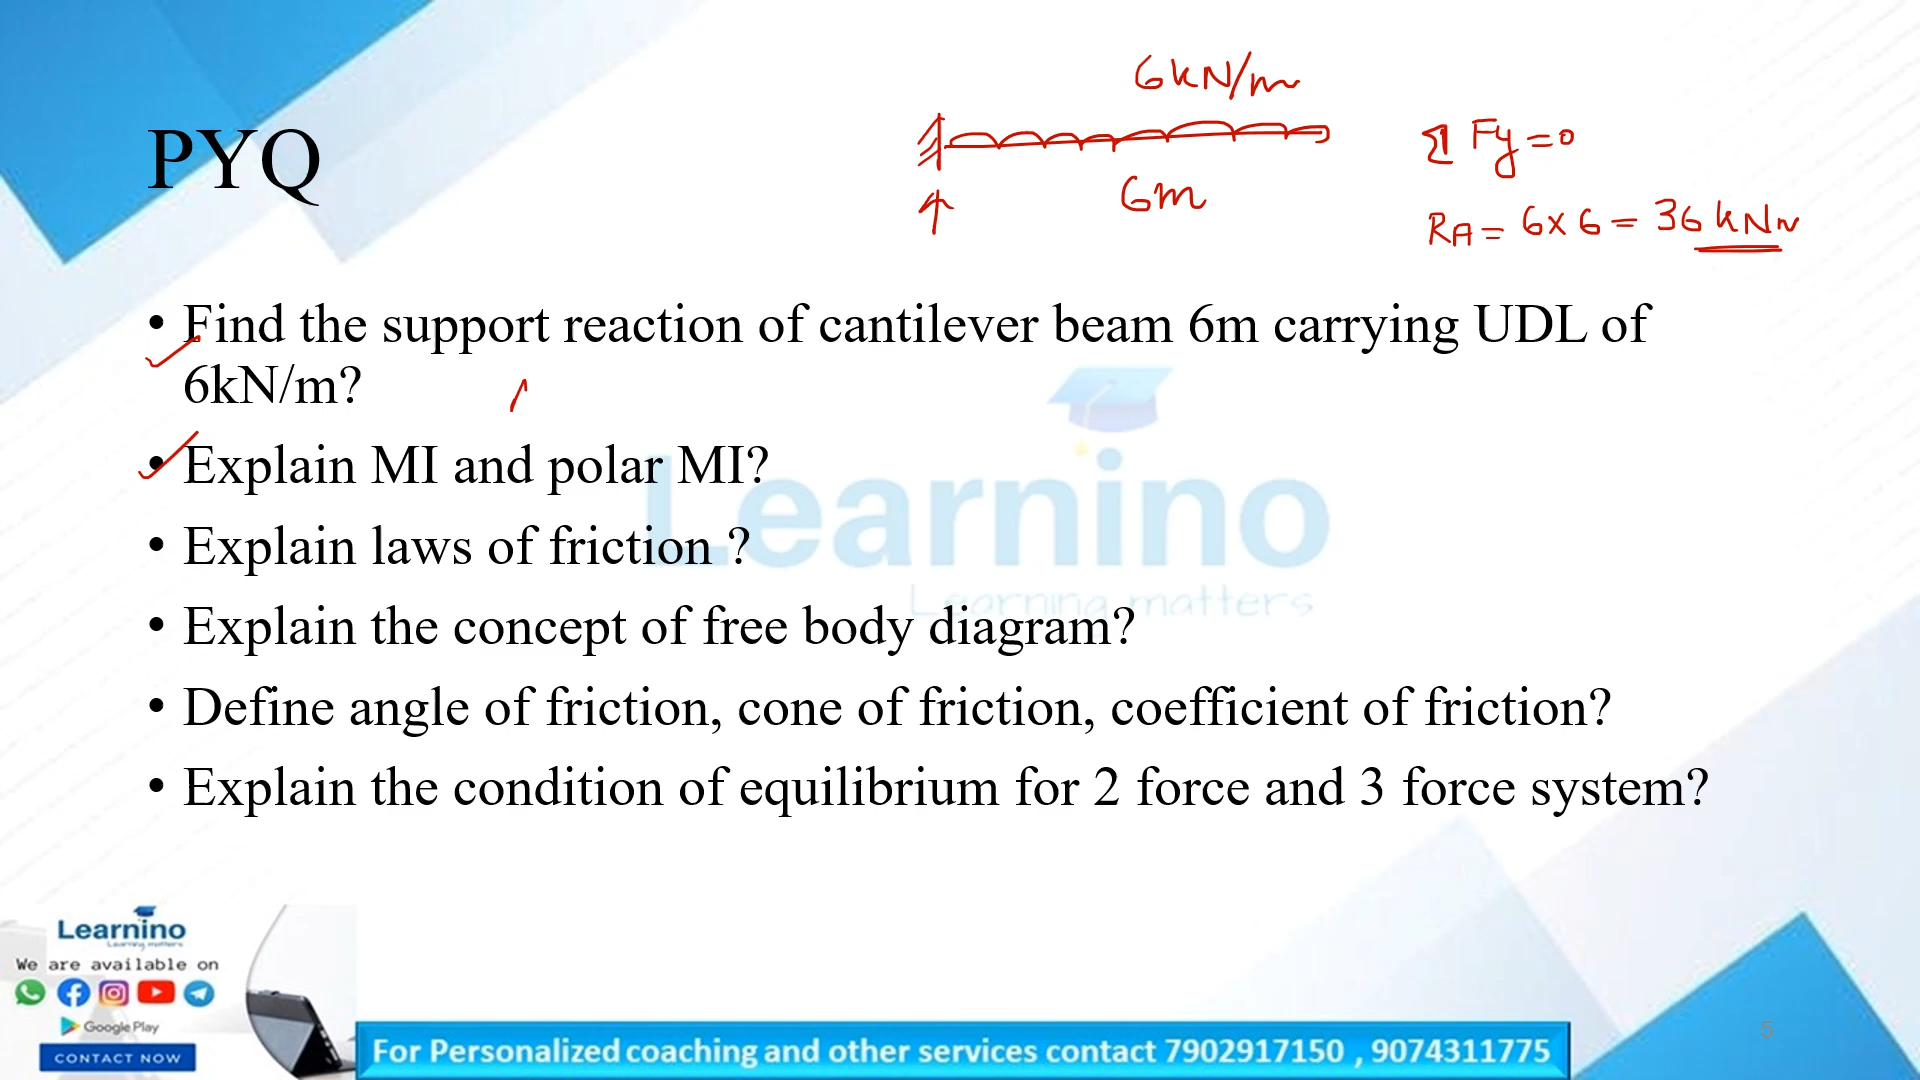 6kN/m
PYQ
Σ Fy = 0
6m
RA = 6 x 6 = 36 kN
• Find the support reaction of cantilever beam 6m carrying UDL of
6kN/m?
• Explain MI and polar MI?
• Explain laws of friction ?
• Explain the concept of free body diagram?
• Define angle of friction, cone of friction, coefficient of friction?
• Explain the condition of equilibrium for 2 force and 3 force system?
Learnino
Learning matters
Learnino
Learning matters
We are available on
Google Play
CONTACT NOW
For Personalized coaching and other services contact 7902917150 , 9074311775
5